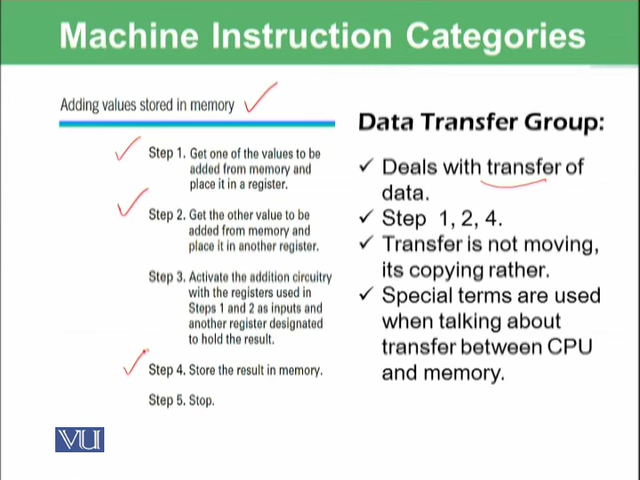 Machine Instruction Categories
Adding values stored in memory
Step 1. Get one of the values to be
added from memory and
place it in a register.
Step 2. Get the other value to be
added from memory and
place it in another register.
Step 3. Activate the addition circuitry
with the registers used in
Steps 1 and 2 as inputs and
another register designated
to hold the result.
Step 4. Store the result in memory.
Step 5. Stop.
Data Transfer Group:
✓ Deals with transfer of
data.
✓ Step 1, 2, 4.
✓ Transfer is not moving,
its copying rather.
✓ Special terms are used
when talking about
transfer between CPU
and memory.
VU